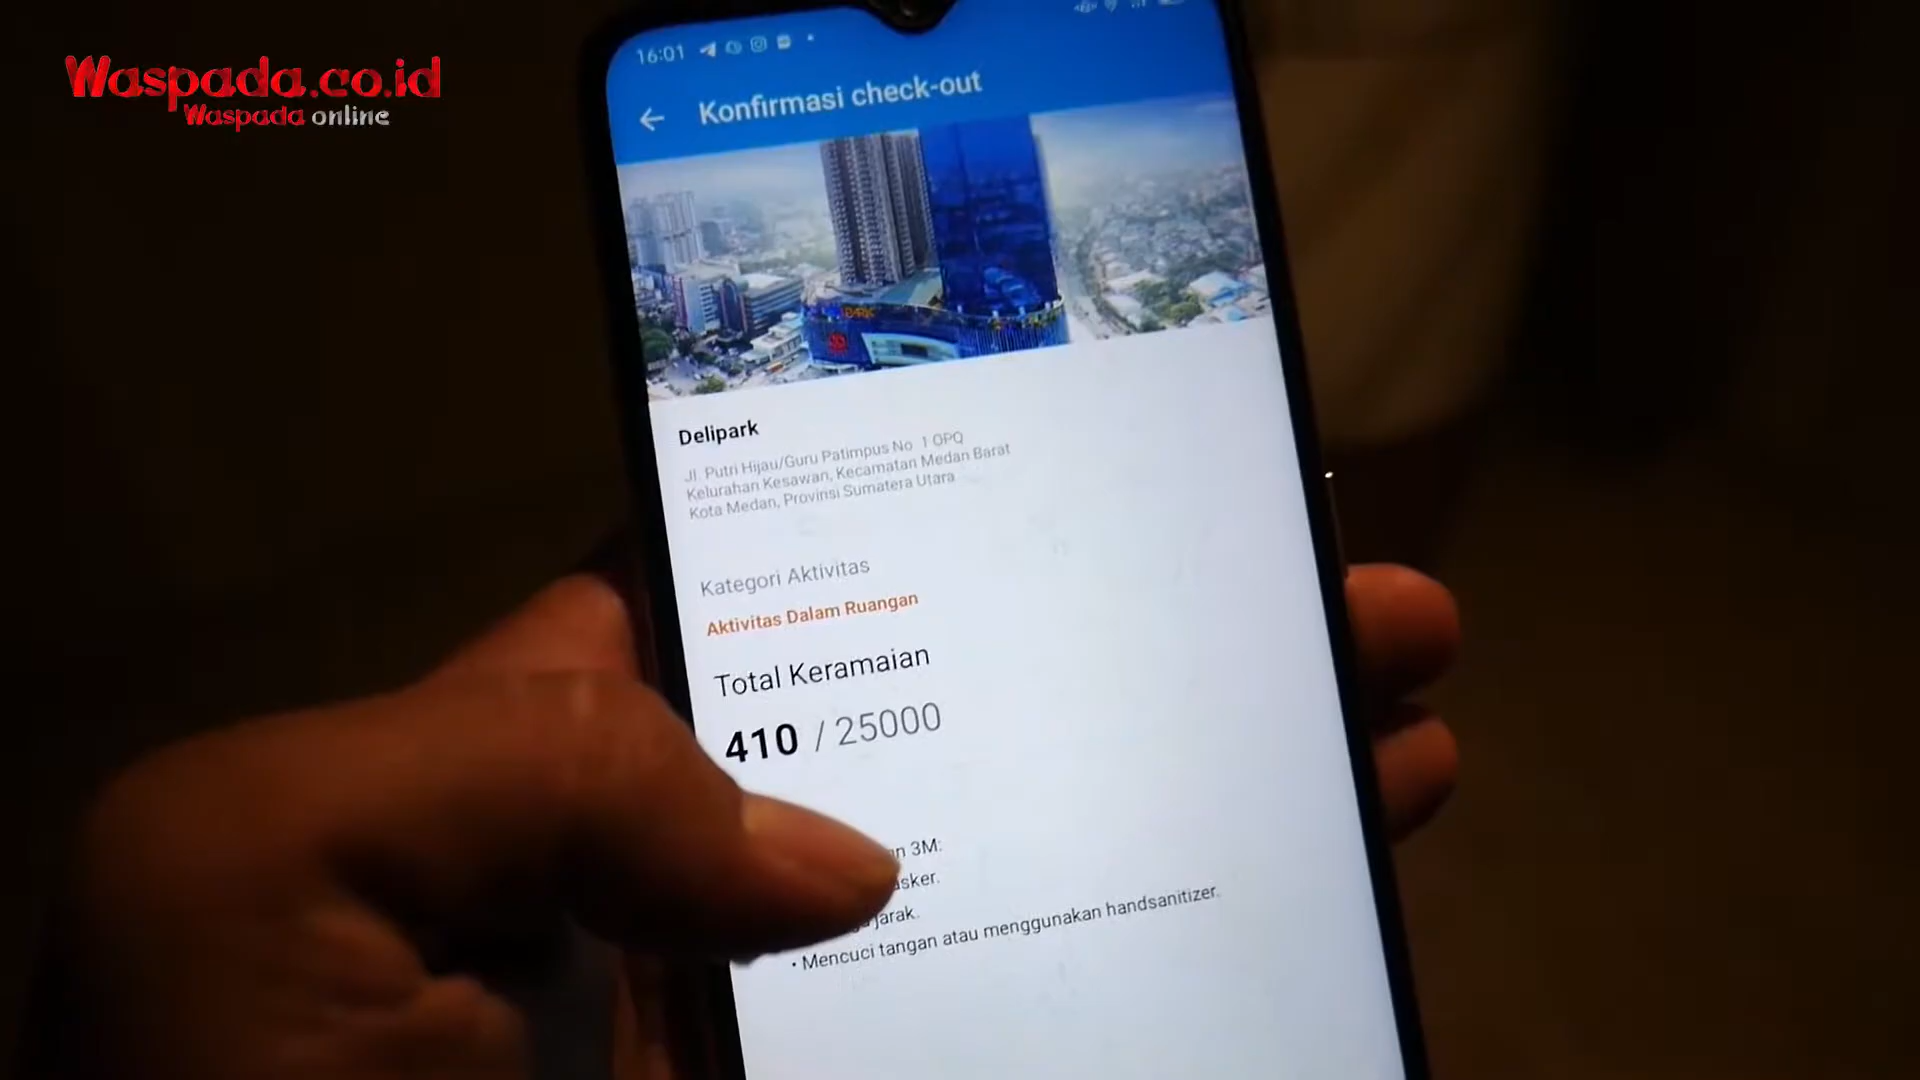 Waspada.co.id
Waspada online
16:01
Konfirmasi check-out
PARK
Delipark
Jl. Putri Hijau/Guru Patimpus No. 1 OPQ
Kelurahan Kesawan, Kecamatan Medan Barat
Kota Medan, Provinsi Sumatera Utara
Kategori Aktivitas
Aktivitas Dalam Ruangan
Total Keramaian
410 / 25000
3M:
jarak.
• Mencuci tangan atau menggunakan handsanitizer.